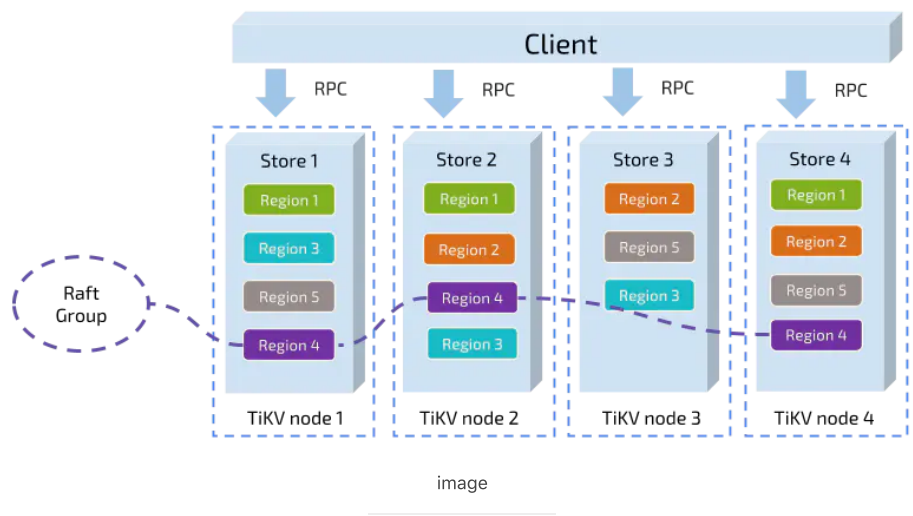 Client
RPC
RPC
RPC
RPC
Store 1
Region 1
Region 3
Region 5
Region 4
TiKV node 1
Store 2
Region 1
Region 2
Region 4
Region 3
TiKV node 2
Store 3
Region 2
Region 5
Region 3
TiKV node 3
Store 4
Region 1
Region 2
Region 5
Region 4
TiKV node 4
Raft
Group
image